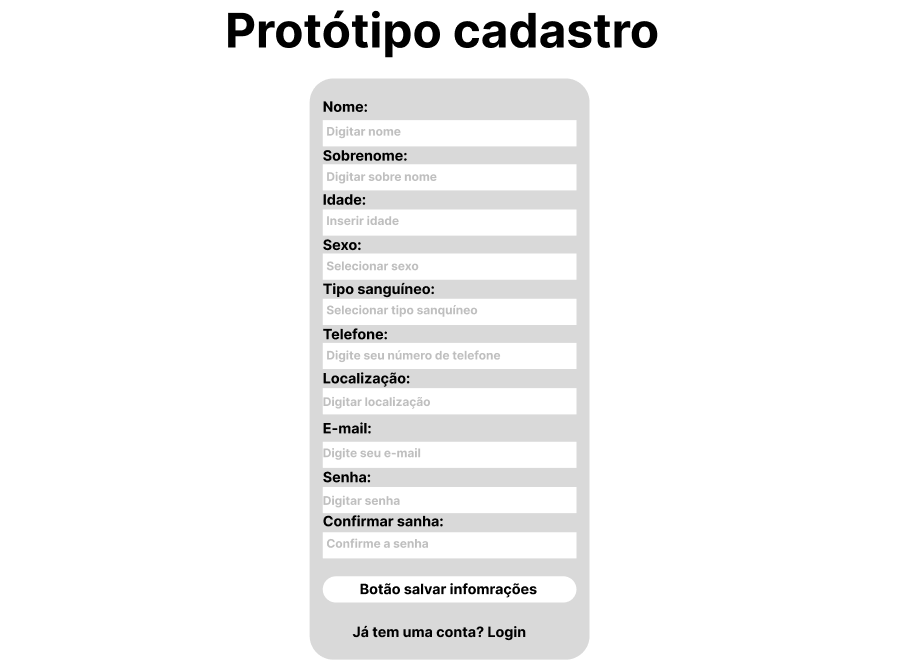 Protótipo cadastro
Nome:
Digitar nome
Sobrenome:
Digitar sobre nome
Idade:
Inserir idade
Sexo:
Selecionar sexo
Tipo sanguíneo:
Selecionar tipo sanquíneo
Telefone:
Digite seu número de telefone
Localização:
Digitar localização
E-mail:
Digite seu e-mail
Senha:
Digitar senha
Confirmar sanha:
Confirme a senha
Botão salvar infomrações
Já tem uma conta? Login